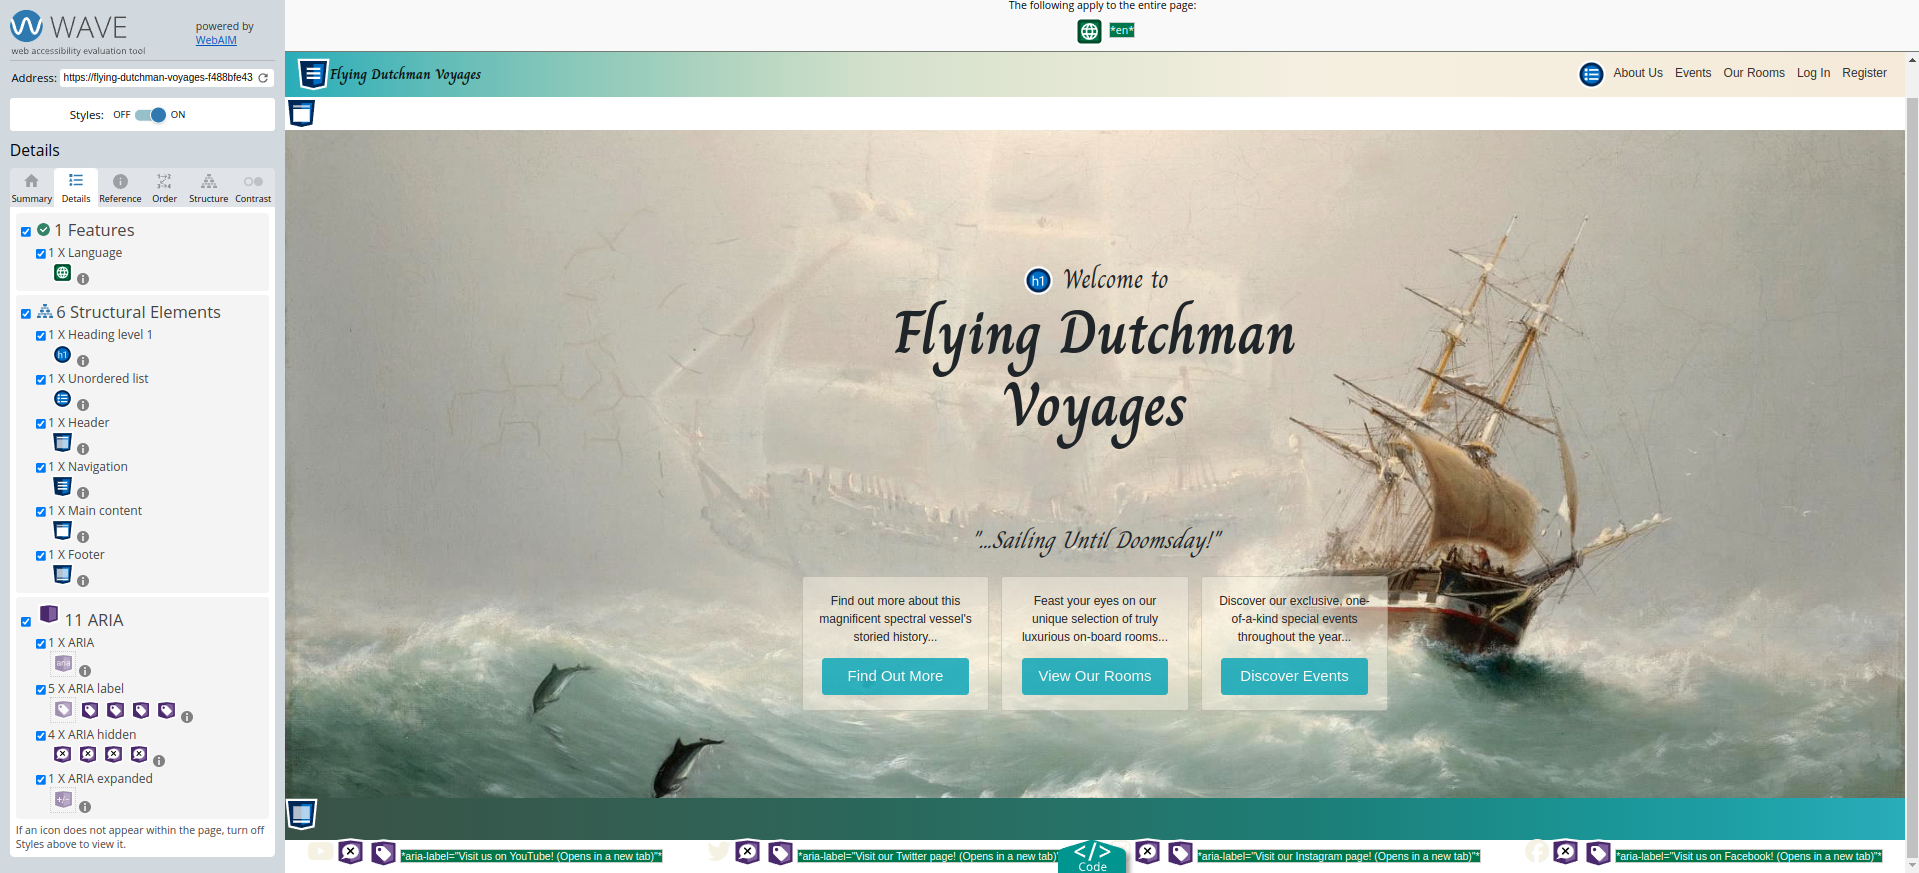 WAVE
web accessibility evaluation tool
powered by
WebAIM
Address: https://flying-dutchman-voyages-f488bfe43
Styles: OFF ON
Details
Summary Details Reference Order Structure Contrast
1 Features
1 X Language
6 Structural Elements
1 X Heading level 1
h1
1 X Unordered list
1 X Header
1 X Navigation
1 X Main content
1 X Footer
11 ARIA
1 X ARIA
aria
5 X ARIA label
4 X ARIA hidden
1 X ARIA expanded
+/-
If an icon does not appear within the page, turn off
Styles above to view it.
The following apply to the entire page:
*en*
Flying Dutchman Voyages
About Us Events Our Rooms Log In Register
h1 Welcome to
Flying Dutchman
Voyages
"...Sailing Until Doomsday!"
Find out more about this
magnificent spectral vessel's
storied history...
Find Out More
Feast your eyes on our
unique selection of truly
luxurious on-board rooms...
View Our Rooms
Discover our exclusive, one-
of-a-kind special events
throughout the year...
Discover Events
*aria-label="Visit us on YouTube! (Opens in a new tab)"*
*aria-label="Visit our Twitter page! (Opens in a new tab)"
</> Code
*aria-label="Visit our Instagram page! (Opens in a new tab)"*
*aria-label="Visit us on Facebook! (Opens in a new tab)"*